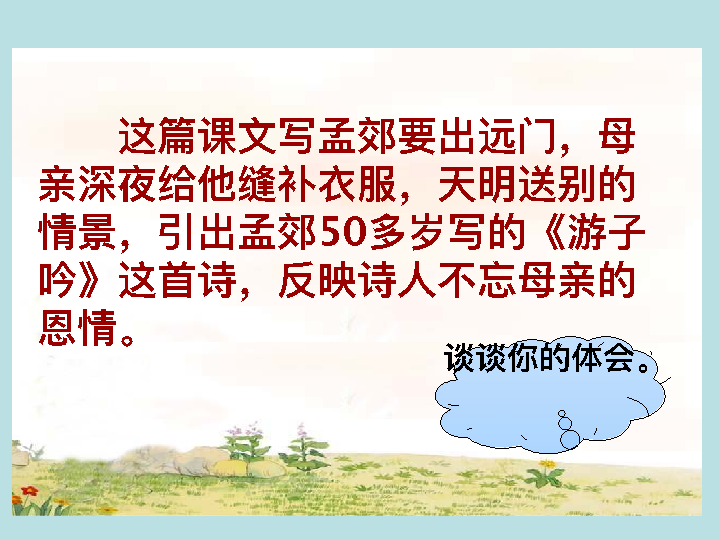 这篇课文写孟郊要出远门，母
亲深夜给他缝补衣服，天明送别的
情景，引出孟郊50多岁写的《游子
吟》这首诗，反映诗人不忘母亲的
恩情。
谈谈你的体会。